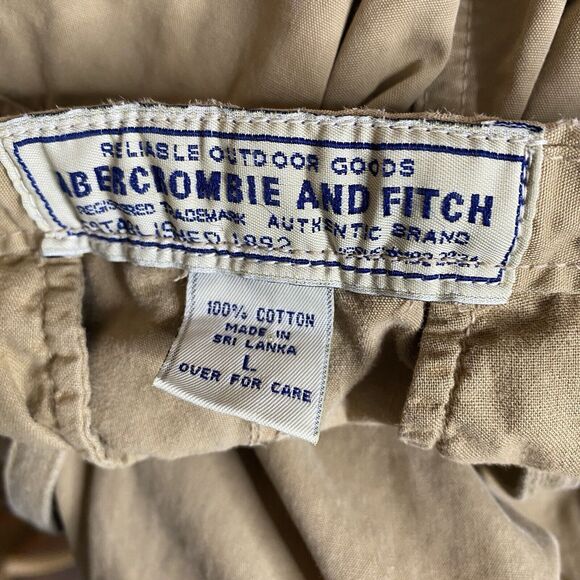 RELIABLE OUTDOOR GOODS
ABERCROMBIE AND FITCH
REGISTERED TRADEMARK AUTHENTIC BRAND
ESTABLISHED 1892
100% COTTON
MADE IN
SRI LANKA
L
OVER FOR CARE